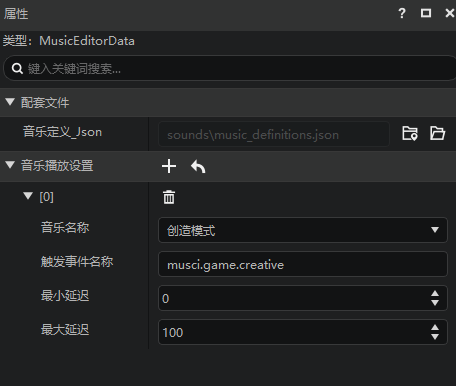 属性
类型：MusicEditorData
键入关键词搜索...
配套文件
音乐定义_Json sounds\music_definitions.json
音乐播放设置
[0]
音乐名称 创造模式
触发事件名称 musci.game.creative
最小延迟 0
最大延迟 100